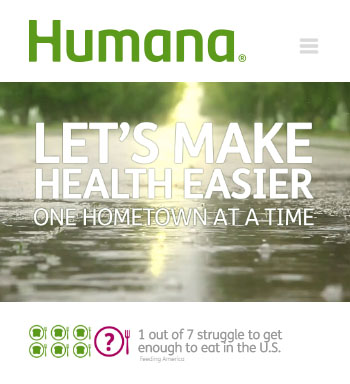 Humana®
LET'S MAKE
HEALTH EASIER
ONE HOMETOWN AT A TIME
? 1 out of 7 struggle to get
enough to eat in the U.S.
Feeding America